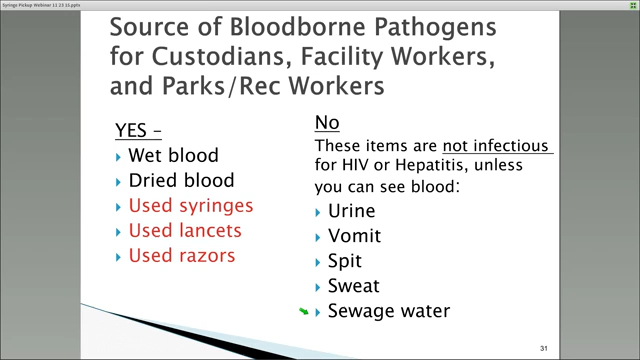 Syringe Pickup Webinar 11 23 15.pptx
Source of Bloodborne Pathogens
for Custodians, Facility Workers,
and Parks/Rec Workers
YES –
Wet blood
Dried blood
Used syringes
Used lancets
Used razors
No
These items are not infectious
for HIV or Hepatitis, unless
you can see blood:
Urine
Vomit
Spit
Sweat
Sewage water
31